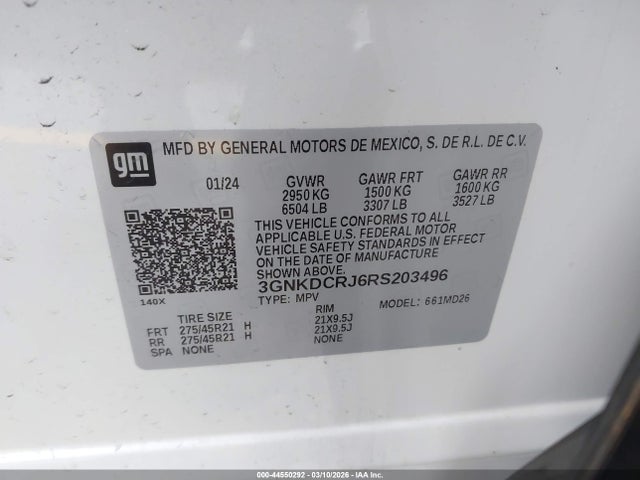 gm
MFD BY GENERAL MOTORS DE MEXICO, S. DE R.L. DE C.V.
01/24 GVWR GAWR FRT GAWR RR
2950 KG 1500 KG 1600 KG
6504 LB 3307 LB 3527 LB
THIS VEHICLE CONFORMS TO ALL
APPLICABLE U.S. FEDERAL MOTOR
VEHICLE SAFETY STANDARDS IN EFFECT
ON THE DATE OF MANUFACTURE
SHOWN ABOVE.
3GNKDCRJ6RS203496
140X TYPE: MPV MODEL: 661MD26
TIRE SIZE RIM
FRT 275/45R21 H 21X9.5J
RR 275/45R21 H 21X9.5J
SPA NONE NONE
000-44550292 - 03/10/2026 - IAA Inc.